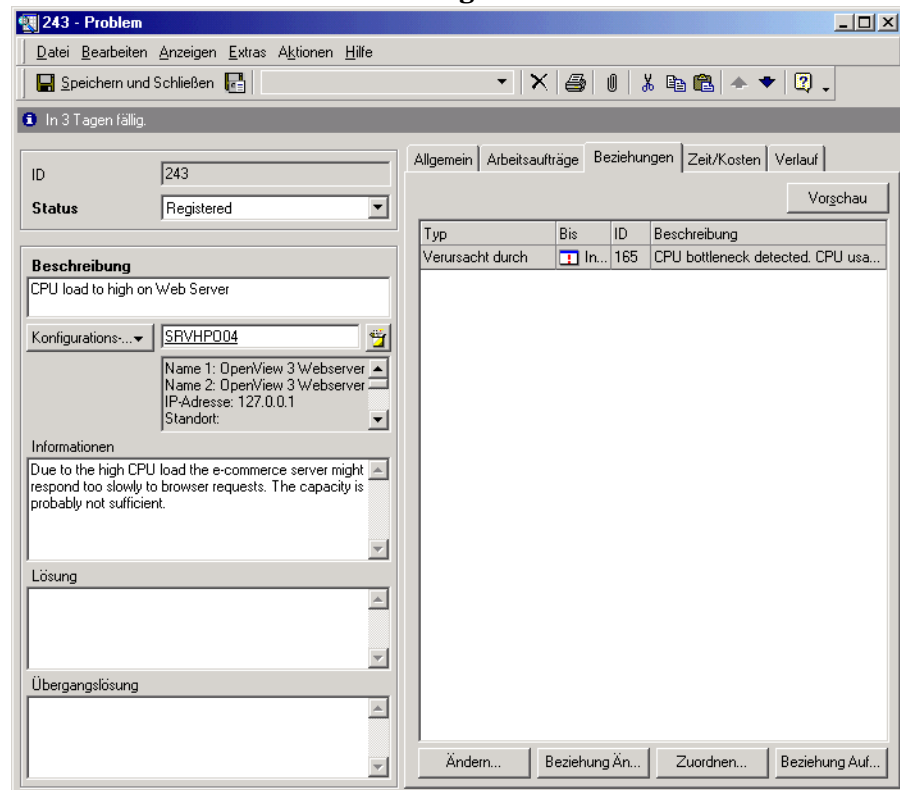 243 - Problem
Datei Bearbeiten Anzeigen Extras Aktionen Hilfe
Speichern und Schließen
In 3 Tagen fällig.
ID 243
Status Registered
Beschreibung
CPU load to high on Web Server
Konfigurations-... SRVHPO04
Name 1: OpenView 3 Webserver
Name 2: OpenView 3 Webserver
IP-Adresse: 127.0.0.1
Standort:
Informationen
Due to the high CPU load the e-commerce server might
respond too slowly to browser requests. The capacity is
probably not sufficient.
Lösung
Übergangslösung
Allgemein Arbeitsaufträge Beziehungen Zeit/Kosten Verlauf
Vorschau
Typ Bis ID Beschreibung
Verursacht durch In... 165 CPU bottleneck detected. CPU usa...
Ändern... Beziehung Än... Zuordnen... Beziehung Auf...